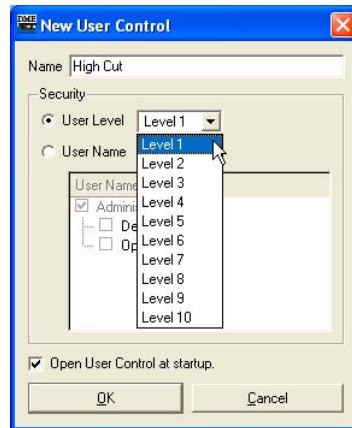 DME
New User Control
Name High Cut
Security
User Level Level 1
User Name Level 1
Level 2
User Name Level 3
Level 4
Level 5
Level 6
Level 7
Level 8
Level 9
Level 10
Open User Control at startup.
OK Cancel